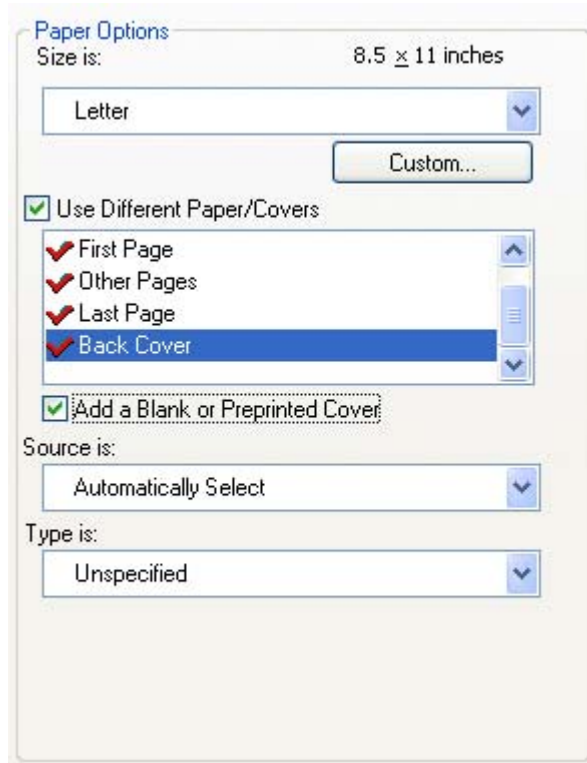 Paper Options
Size is: 8.5 x 11 inches
Letter
Custom...
Use Different Paper/Covers
First Page
Other Pages
Last Page
Back Cover
Add a Blank or Preprinted Cover
Source is:
Automatically Select
Type is:
Unspecified